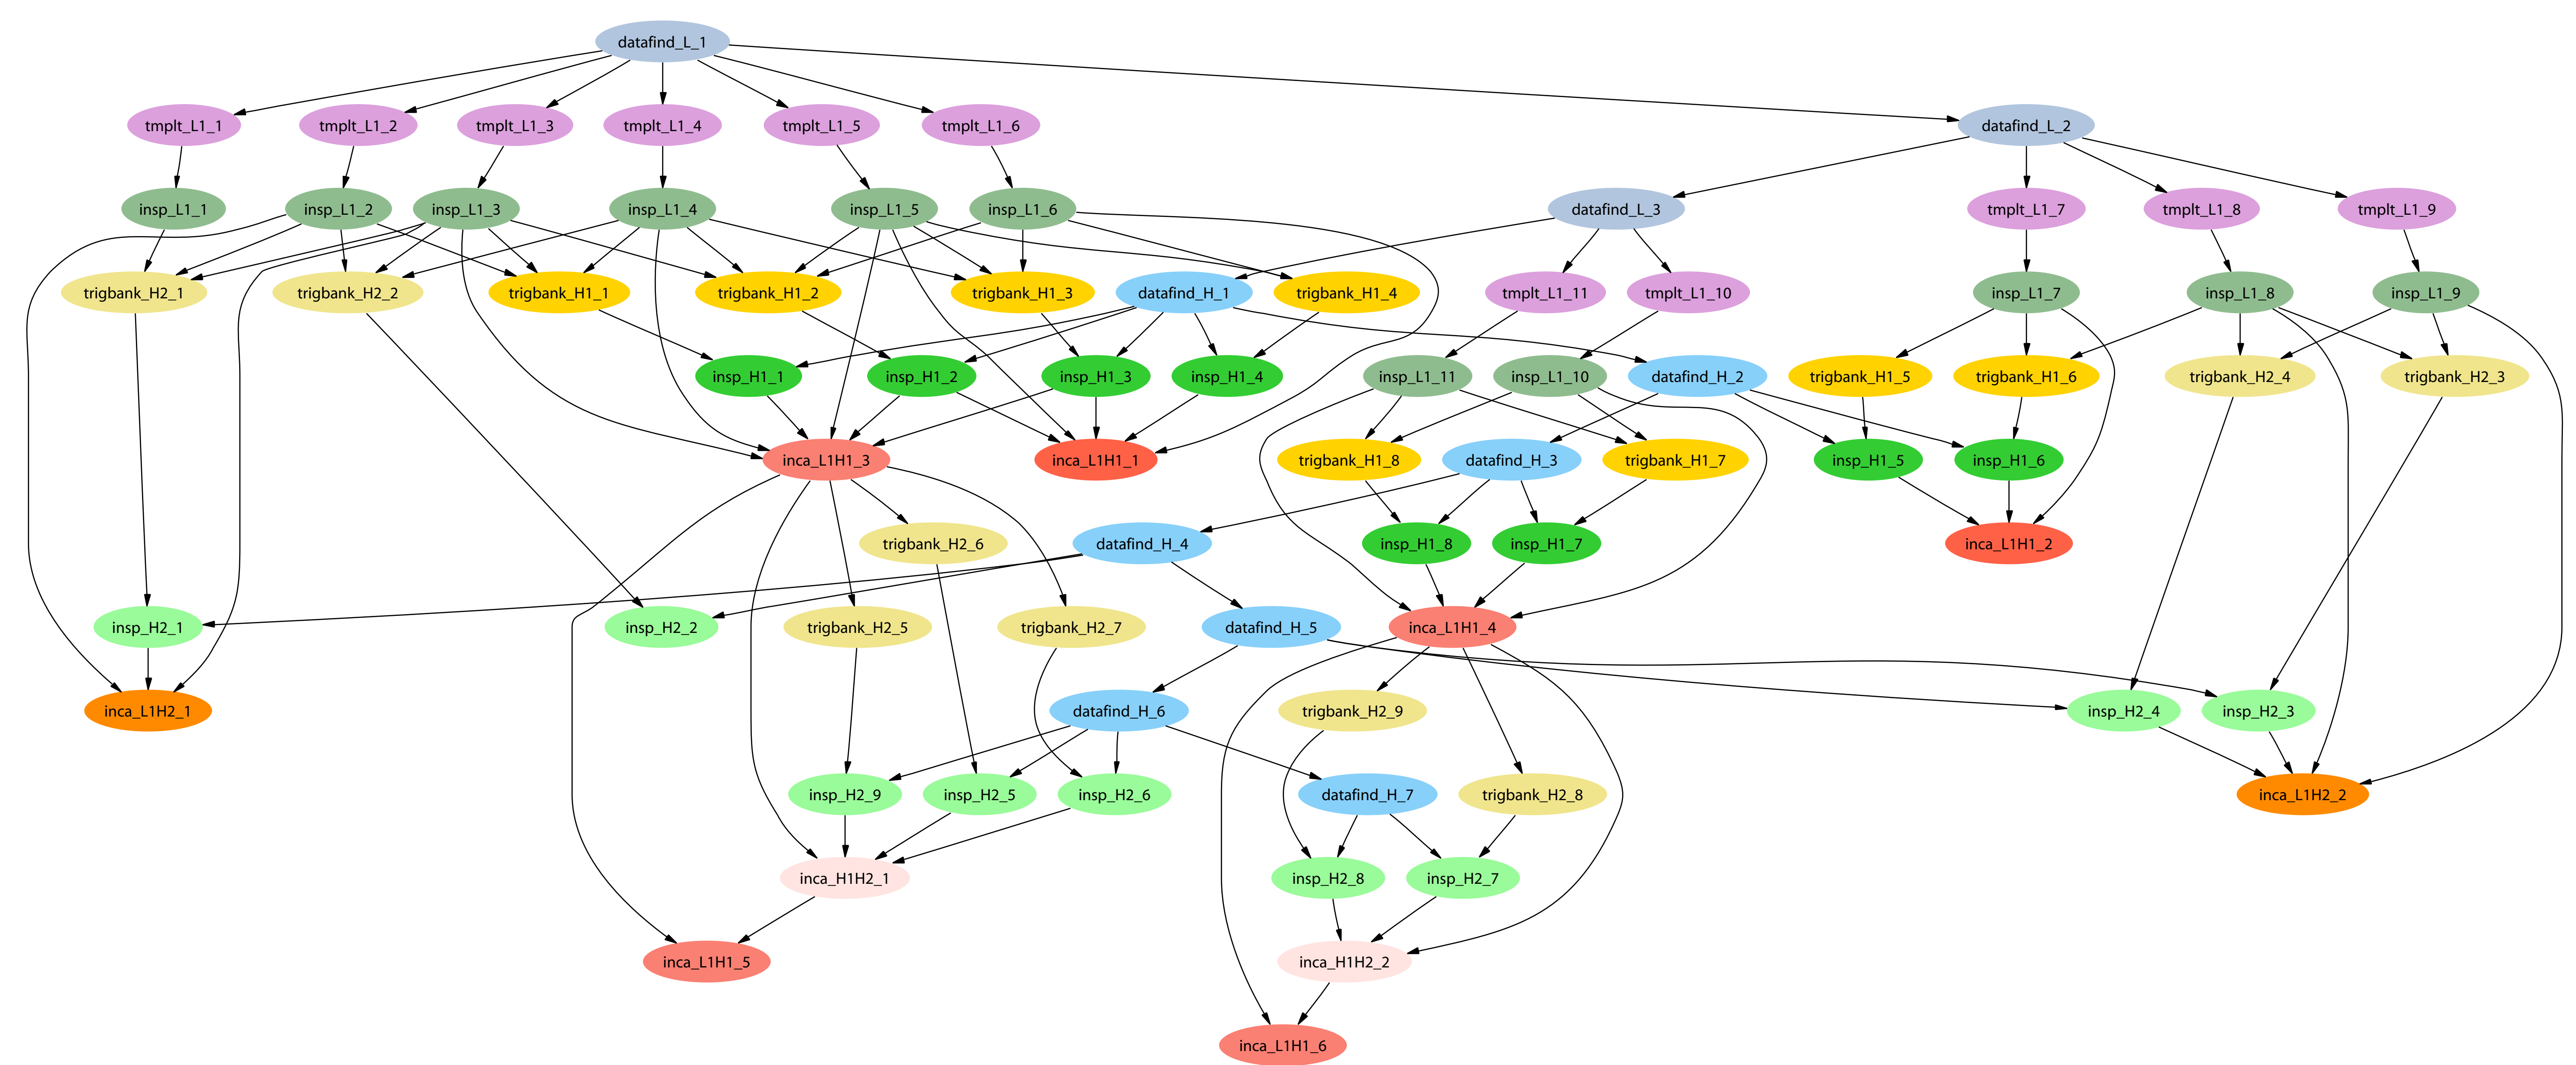 datafind_L_1
tmplt_L1_1
tmplt_L1_2
tmplt_L1_3
tmplt_L1_4
tmplt_L1_5
tmplt_L1_6
datafind_L_2
insp_L1_1
insp_L1_2
insp_L1_3
insp_L1_4
insp_L1_5
insp_L1_6
datafind_L_3
tmplt_L1_7
tmplt_L1_8
tmplt_L1_9
trigbank_H2_1
trigbank_H2_2
trigbank_H1_1
trigbank_H1_2
trigbank_H1_3
datafind_H_1
trigbank_H1_4
tmplt_L1_11
tmplt_L1_10
insp_L1_7
insp_L1_8
insp_L1_9
insp_H1_1
insp_H1_2
insp_H1_3
insp_H1_4
insp_L1_11
insp_L1_10
datafind_H_2
trigbank_H1_5
trigbank_H1_6
trigbank_H2_4
trigbank_H2_3
inca_L1H1_3
inca_L1H1_1
trigbank_H1_8
datafind_H_3
trigbank_H1_7
insp_H1_5
insp_H1_6
trigbank_H2_6
datafind_H_4
insp_H1_8
insp_H1_7
inca_L1H1_2
insp_H2_1
insp_H2_2
trigbank_H2_5
trigbank_H2_7
datafind_H_5
inca_L1H1_4
inca_L1H2_1
datafind_H_6
trigbank_H2_9
insp_H2_4
insp_H2_3
insp_H2_9
insp_H2_5
insp_H2_6
datafind_H_7
trigbank_H2_8
inca_L1H2_2
inca_H1H2_1
insp_H2_8
insp_H2_7
inca_L1H1_5
inca_H1H2_2
inca_L1H1_6